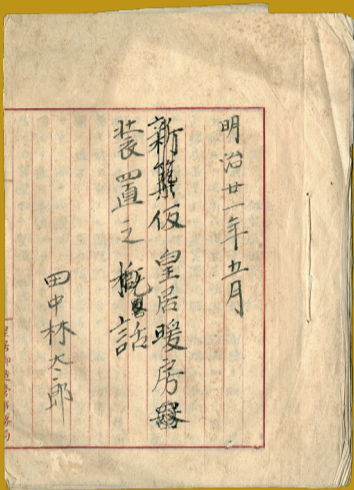 明治廿一年五月
新築仮皇居暖房器
装置之概話
田中林太郎